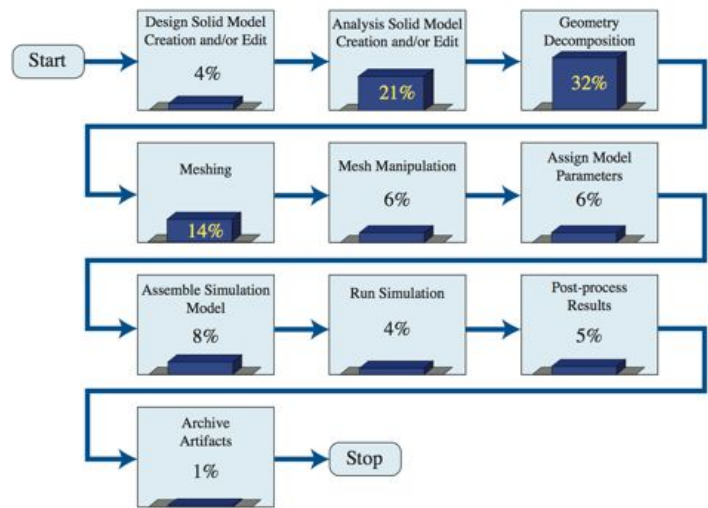 Start
Design Solid Model
Creation and/or Edit
4%
Analysis Solid Model
Creation and/or Edit
21%
Geometry
Decomposition
32%
Meshing
14%
Mesh Manipulation
6%
Assign Model
Parameters
6%
Assemble Simulation
Model
8%
Run Simulation
4%
Post-process
Results
5%
Archive
Artifacts
1%
Stop